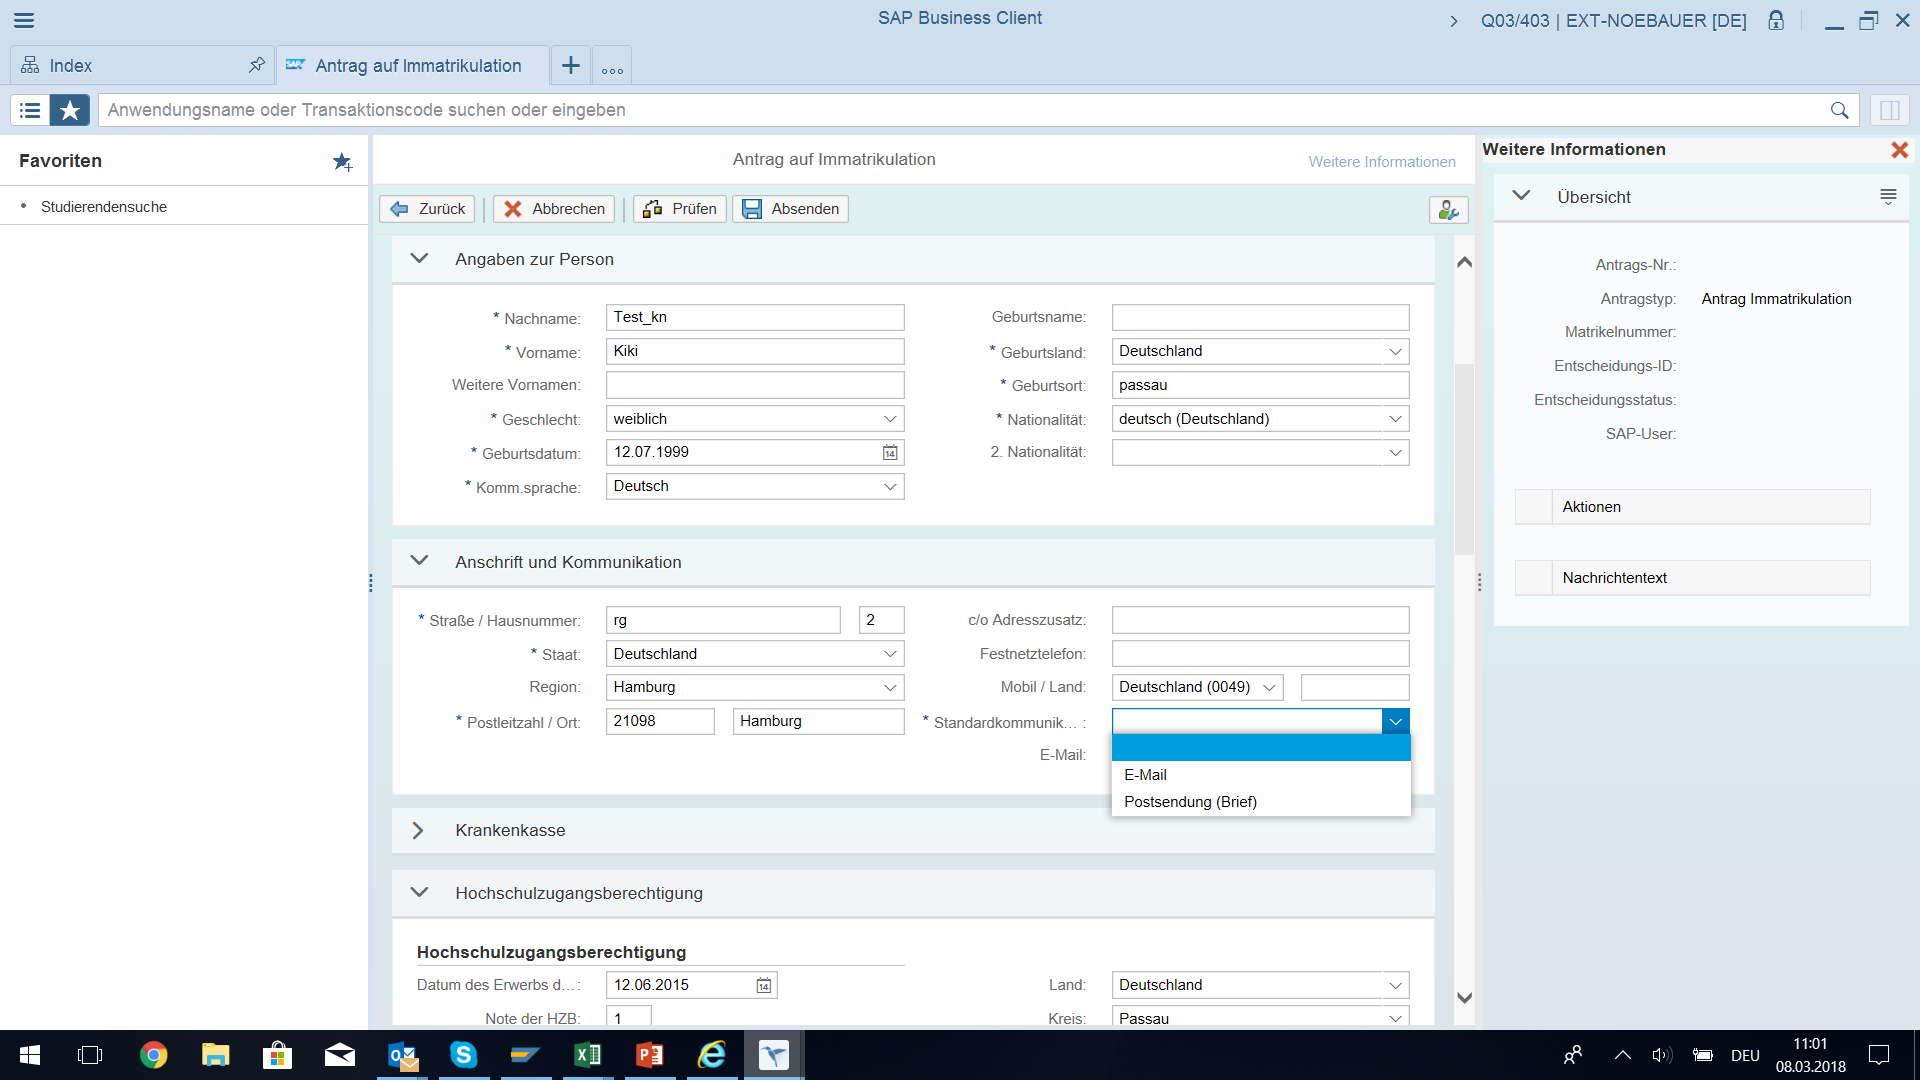 SAP Business Client
Q03/403 | EXT-NOEBAUER [DE]
Index
SAP
Antrag auf Immatrikulation
Anwendungsname oder Transaktionscode suchen oder eingeben
Favoriten
Studierendensuche
Antrag auf Immatrikulation
Weitere Informationen
Zurück
Abbrechen
Prüfen
Absenden
Angaben zur Person
* Nachname: Test_kn
Geburtsname:
* Vorname: Kiki
* Geburtsland: Deutschland
Weitere Vornamen:
* Geburtsort: passau
* Geschlecht: weiblich
* Nationalität: deutsch (Deutschland)
* Geburtsdatum: 12.07.1999 14
2. Nationalität:
* Komm.sprache: Deutsch
Anschrift und Kommunikation
* Straße / Hausnummer: rg 2
c/o Adresszusatz:
* Staat: Deutschland
Festnetztelefon:
Region: Hamburg
Mobil / Land: Deutschland (0049)
* Postleitzahl / Ort: 21098 Hamburg
* Standardkommunik... :
E-Mail:
E-Mail
Postsendung (Brief)
Krankenkasse
Hochschulzugangsberechtigung
Hochschulzugangsberechtigung
Datum des Erwerbs d...: 12.06.2015 14
Land: Deutschland
Note der HZB: 1
Kreis: Passau
Weitere Informationen
Übersicht
Antrags-Nr.:
Antragstyp: Antrag Immatrikulation
Matrikelnummer:
Entscheidungs-ID:
Entscheidungsstatus:
SAP-User:
Aktionen
Nachrichtentext
DEU
11:01
08.03.2018